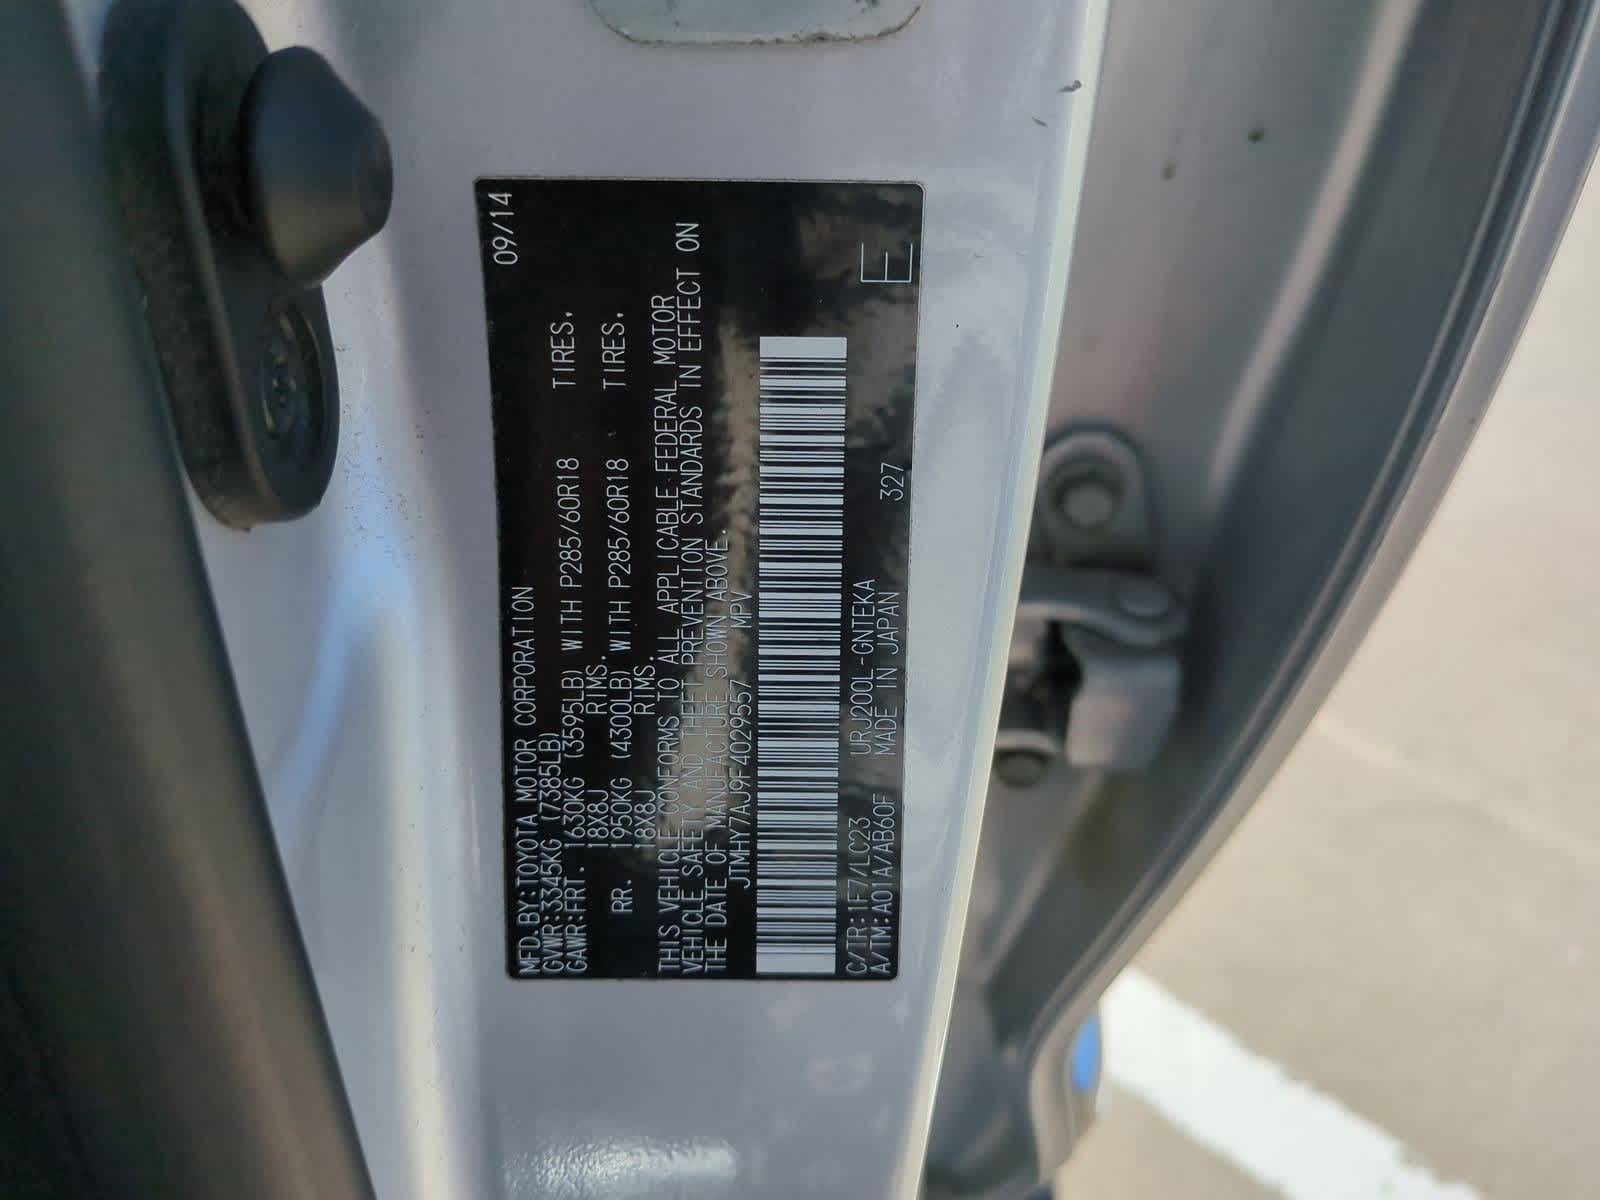 MFD.BY:TOYOTA MOTOR CORPORATION 09/14
GVWR:3345KG (7385LB)
GAWR:FRT. 1630KG (3595LB) WITH P285/60R18 TIRES,
18X8J RIMS.
RR. 1950KG (4300LB) WITH P285/60R18 TIRES,
18X8J RIMS.
THIS VEHICLE CONFORMS TO ALL APPLICABLE FEDERAL MOTOR
VEHICLE SAFETY AND THEFT PREVENTION STANDARDS IN EFFECT ON
THE DATE OF MANUFACTURE SHOWN ABOVE.
JTMHY7AJ9F4029557 MPV
C/TR:1F7/LC23 URJ200L-GNTEKA
A/TM:A01A/AB60F MADE IN JAPAN 327 E